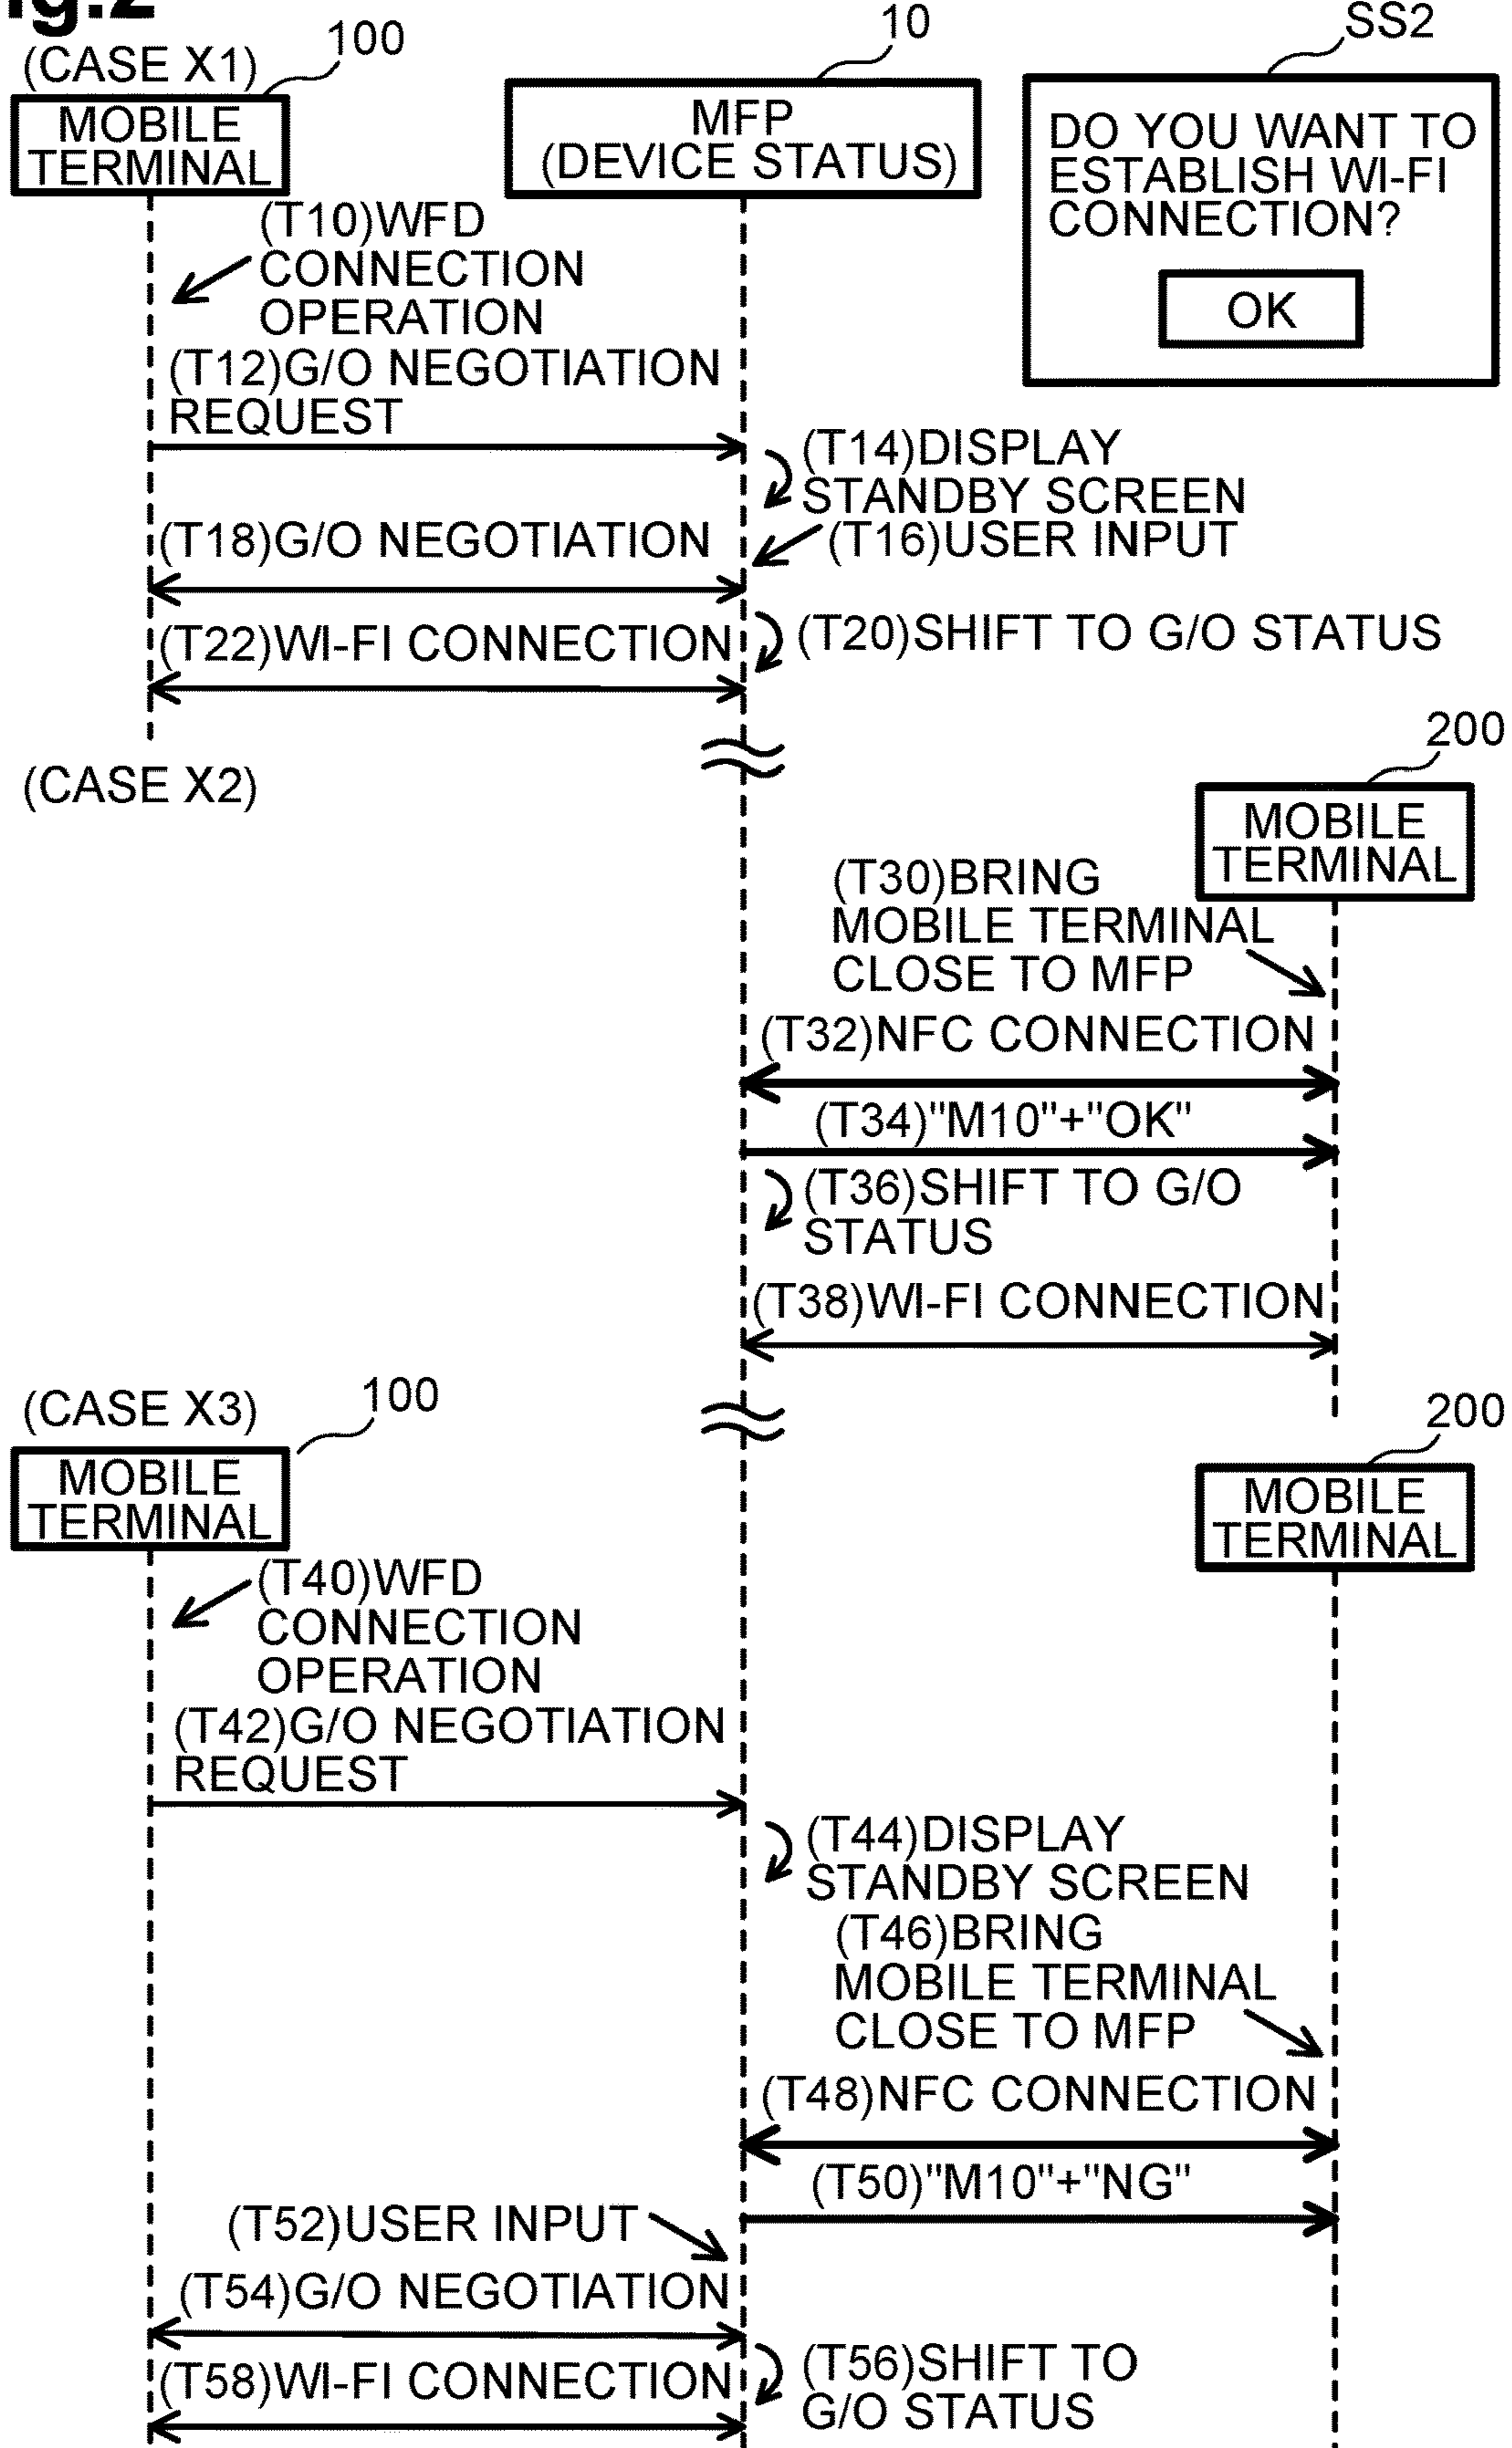 ig.2
(CASE X1)
100
10
SS2
MOBILE
TERMINAL
MFP
(DEVICE STATUS)
DO YOU WANT TO
ESTABLISH WI-FI
CONNECTION?
OK
(T10)WFD
CONNECTION
OPERATION
(T12)G/O NEGOTIATION
REQUEST
(T14)DISPLAY
STANDBY SCREEN
(T16)USER INPUT
(T18)G/O NEGOTIATION
(T20)SHIFT TO G/O STATUS
(T22)WI-FI CONNECTION
(CASE X2)
200
MOBILE
TERMINAL
(T30)BRING
MOBILE TERMINAL
CLOSE TO MFP
(T32)NFC CONNECTION
(T34)"M10"+"OK"
(T36)SHIFT TO G/O
STATUS
(T38)WI-FI CONNECTION
(CASE X3)
100
200
MOBILE
TERMINAL
MOBILE
TERMINAL
(T40)WFD
CONNECTION
OPERATION
(T42)G/O NEGOTIATION
REQUEST
(T44)DISPLAY
STANDBY SCREEN
(T46)BRING
MOBILE TERMINAL
CLOSE TO MFP
(T48)NFC CONNECTION
(T50)"M10"+"NG"
(T52)USER INPUT
(T54)G/O NEGOTIATION
(T56)SHIFT TO
G/O STATUS
(T58)WI-FI CONNECTION